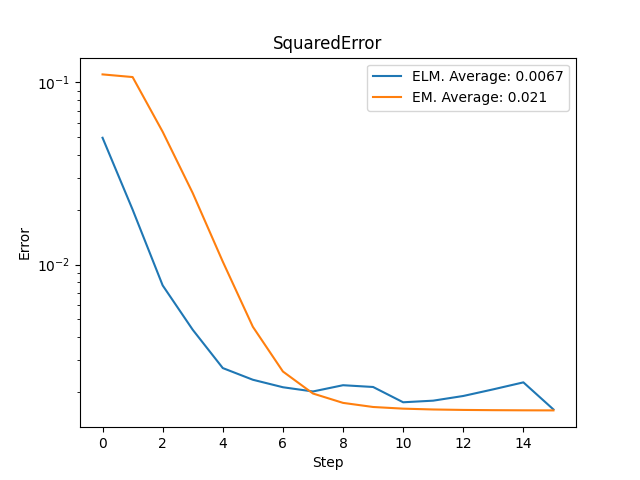 SquaredError
ELM. Average: 0.0067
EM. Average: 0.021
Error
10⁻¹
10⁻²
0 2 4 6 8 10 12 14
Step